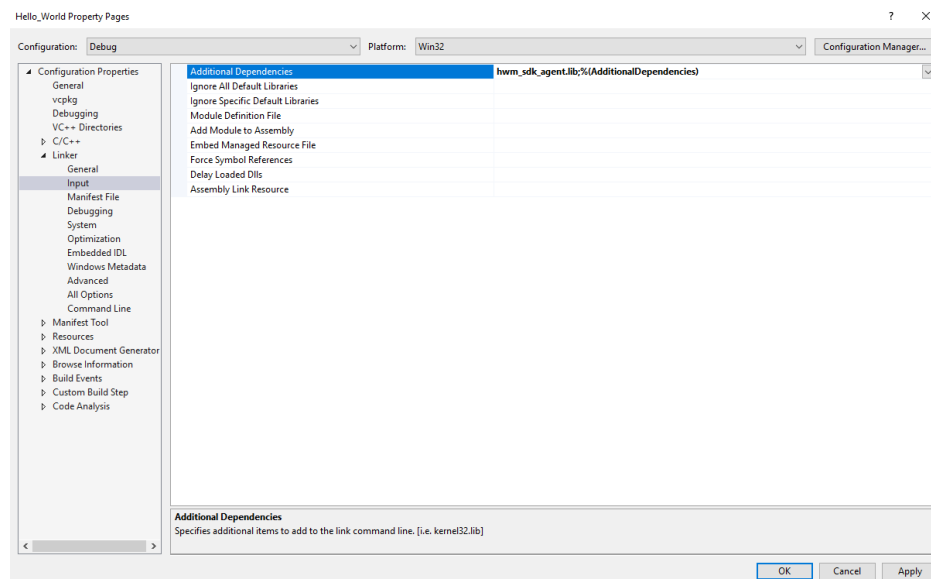 Hello_World Property Pages
? X
Configuration: Debug Platform: Win32 Configuration Manager...
Configuration Properties
General
vcpkg
Debugging
VC++ Directories
C/C++
Linker
General
Input
Manifest File
Debugging
System
Optimization
Embedded IDL
Windows Metadata
Advanced
All Options
Command Line
Manifest Tool
Resources
XML Document Generator
Browse Information
Build Events
Custom Build Step
Code Analysis
Additional Dependencies hwm_sdk_agent.lib;%(AdditionalDependencies)
Ignore All Default Libraries
Ignore Specific Default Libraries
Module Definition File
Add Module to Assembly
Embed Managed Resource File
Force Symbol References
Delay Loaded Dlls
Assembly Link Resource
Additional Dependencies
Specifies additional items to add to the link command line. [i.e. kernel32.lib]
OK Cancel Apply